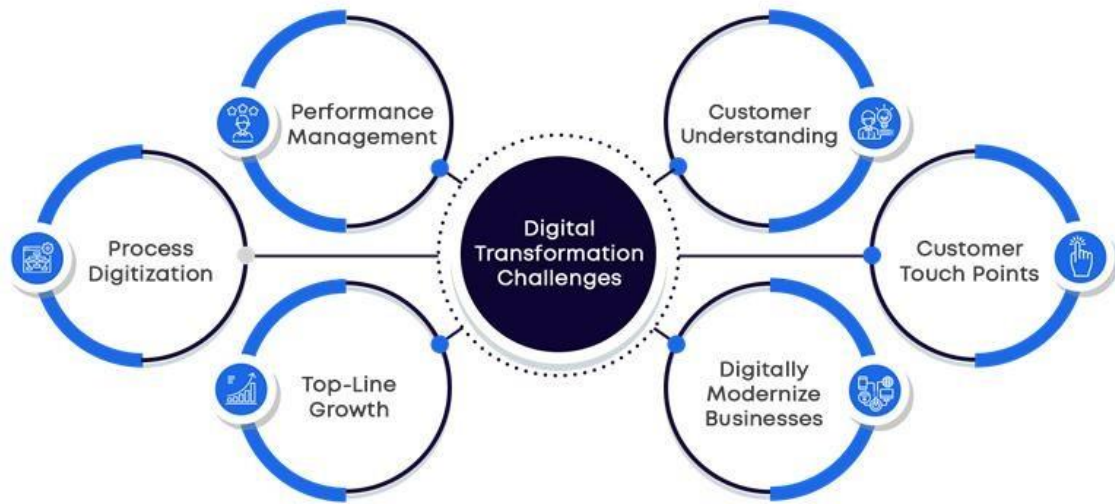 Performance
Management
Customer
Understanding
Process
Digitization
Digital
Transformation
Challenges
Customer
Touch Points
Top-Line
Growth
Digitally
Modernize
Businesses